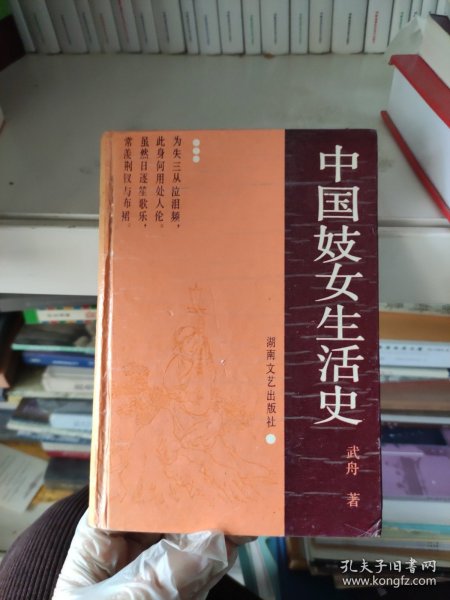 中国妓女生活史
武舟 著
湖南文艺出版社
为失三从泣泪频，
此身何用处人伦。
虽然日逐笙歌乐，
常羡荆钗与布裙。
孔夫子旧书网
www.kongfz.com